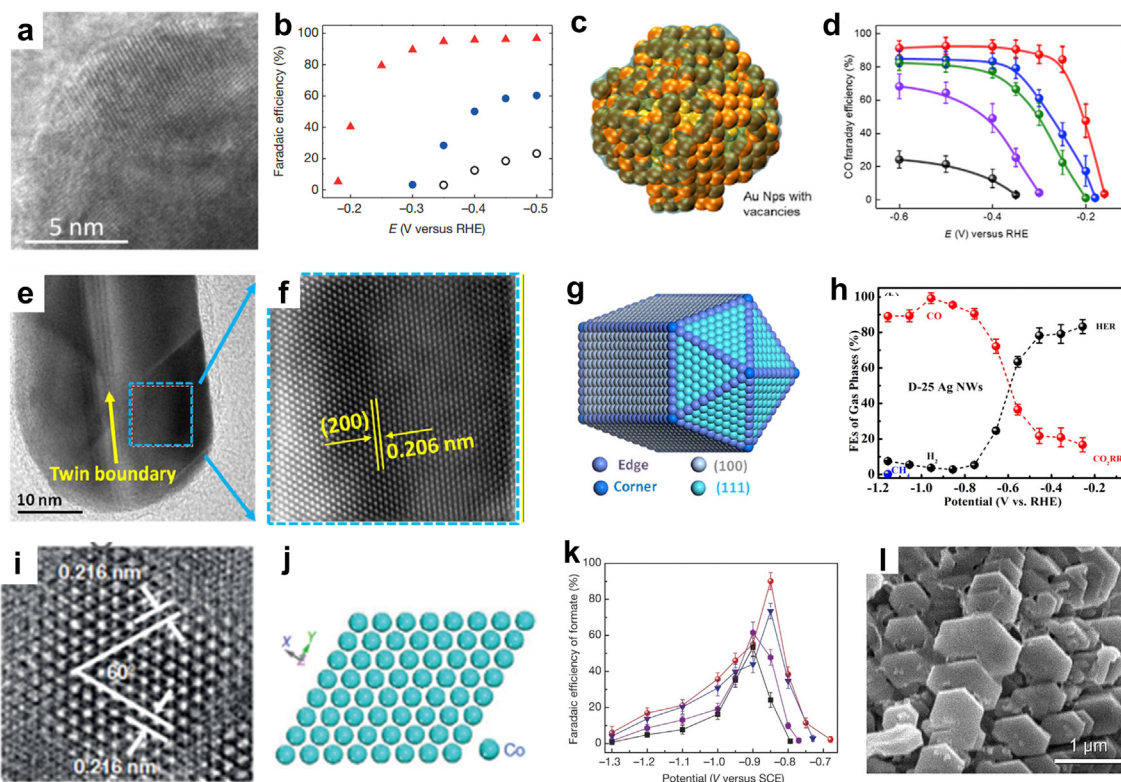 a
5 nm
b
Faradaic efficiency (%)
100
80
60
40
20
0
−0.2
−0.3
−0.4
−0.5
E (V versus RHE)
c
Au Nps with
vacancies
d
CO faraday efficiency (%)
100
80
60
40
20
0
-0.6
-0.4
-0.2
E (V) versus RHE
e
Twin boundary
10 nm
f
(200)
0.206 nm
g
Edge
(100)
Corner
(111)
h
FEs of Gas Phases (%)
100
80
60
40
20
0
CO
HER
D-25 Ag NWs
H2
CH
CO2RR
-1.2
-1.0
-0.8
-0.6
-0.4
-0.2
Potential (V vs. RHE)
i
0.216 nm
60°
0.216 nm
j
X
Y
Z
Co
k
Faradaic efficiency of formate (%)
100
80
60
40
20
0
−1.3
−1.2
−1.1
−1.0
−0.9
−0.8
−0.7
Potential (V versus SCE)
l
1 µm